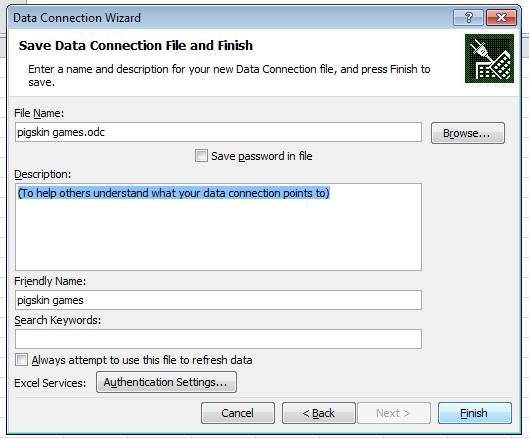 Data Connection Wizard
Save Data Connection File and Finish
Enter a name and description for your new Data Connection file, and press Finish to
save.
File Name:
pigskin games.odc
Browse...
Save password in file
Description:
(To help others understand what your data connection points to)
Friendly Name:
pigskin games
Search Keywords:
Always attempt to use this file to refresh data
Excel Services: Authentication Settings...
Cancel < Back Next > Finish